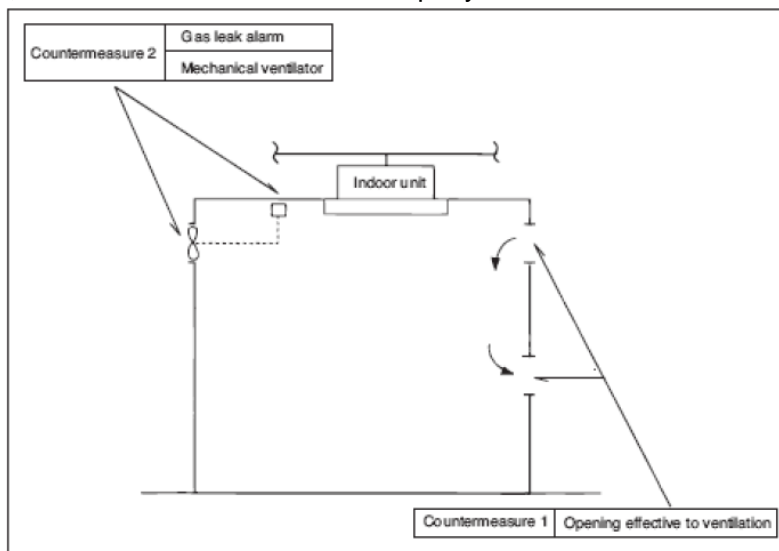 Countermeasure 2
Gas leak alarm
Mechanical ventilator
Indoor unit
Countermeasure 1
Opening effective to ventilation